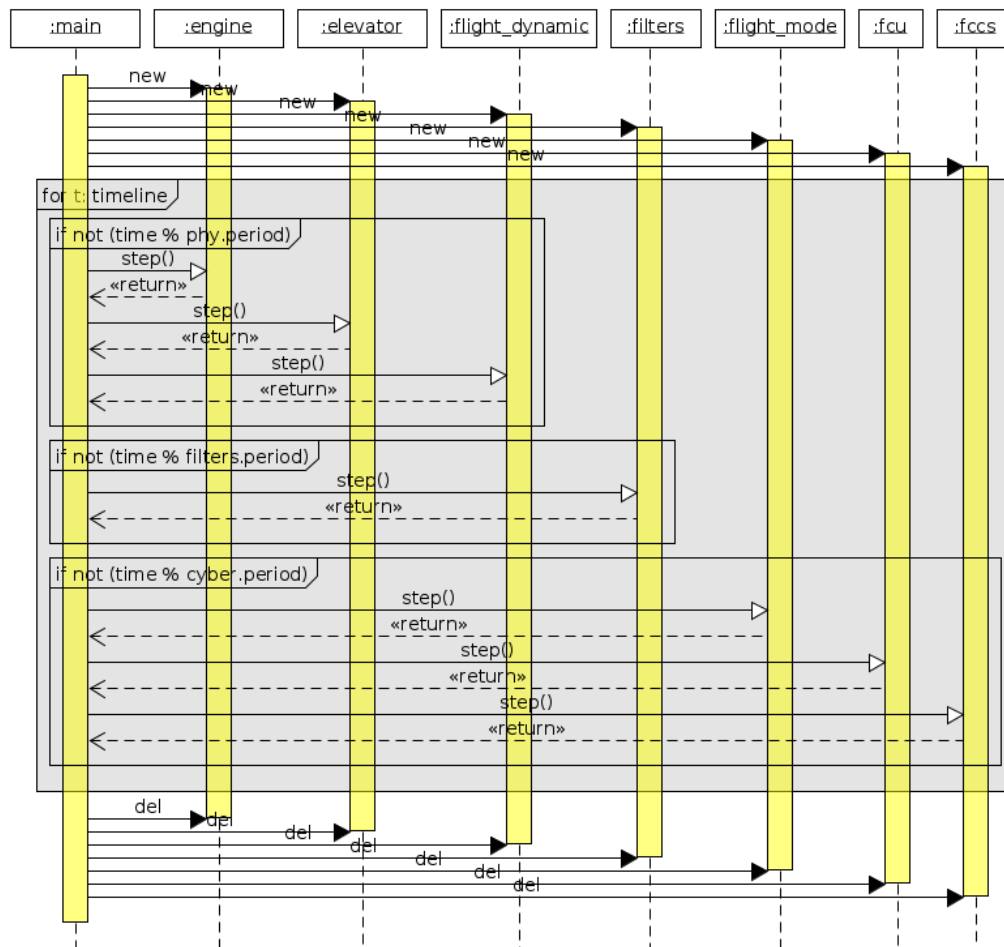 :main :engine :elevator :flight_dynamic :filters :flight_mode :fcu :fccs
new
new
new
new
new
new
new
for t: timeline
if not (time % phy.period)
step()
«return»
step()
«return»
step()
«return»
if not (time % filters.period)
step()
«return»
if not (time % cyber.period)
step()
«return»
step()
«return»
step()
«return»
del
del
del
del
del
del
del